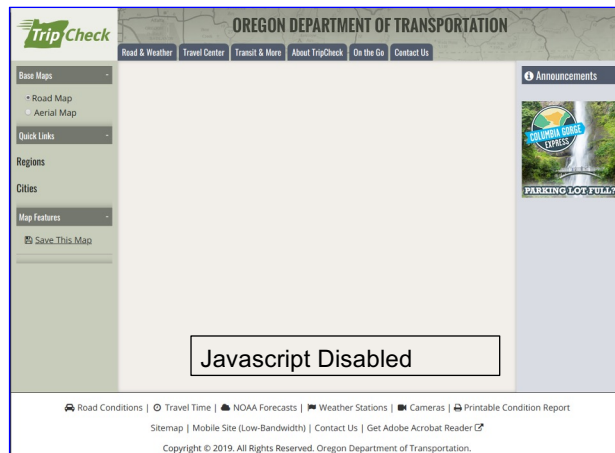 TripCheck
OREGON DEPARTMENT OF TRANSPORTATION
Road & Weather Travel Center Transit & More About TripCheck On the Go Contact Us
Base Maps -
Road Map
Aerial Map
Quick Links -
Regions
Cities
Map Features -
Save This Map
Announcements
COLUMBIA GORGE
EXPRESS
PARKING LOT FULL?
Javascript Disabled
Road Conditions | Travel Time | NOAA Forecasts | Weather Stations | Cameras | Printable Condition Report
Sitemap | Mobile Site (Low-Bandwidth) | Contact Us | Get Adobe Acrobat Reader
Copyright © 2019. All Rights Reserved. Oregon Department of Transportation.